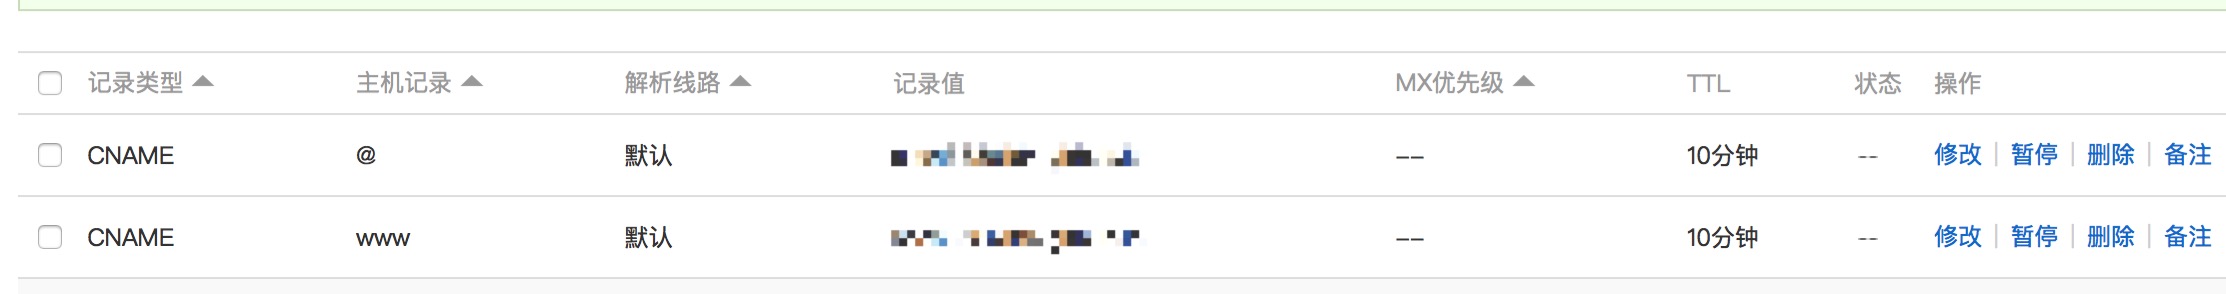 记录类型 主机记录 解析线路 记录值 MX优先级 TTL 状态 操作
CNAME @ 默认 -- 10分钟 -- 修改 | 暂停 | 删除 | 备注
CNAME www 默认 -- 10分钟 -- 修改 | 暂停 | 删除 | 备注